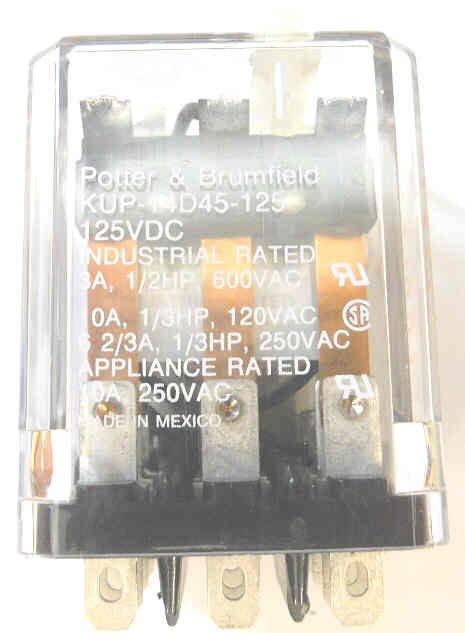 Potter & Brumfield
KUP-14D45-125
125VDC
INDUSTRIAL RATED
3A, 1/2HP, 600VAC
10A, 1/3HP, 120VAC
6 2/3A, 1/3HP, 250VAC
APPLIANCE RATED
10A, 250VAC
MADE IN MEXICO